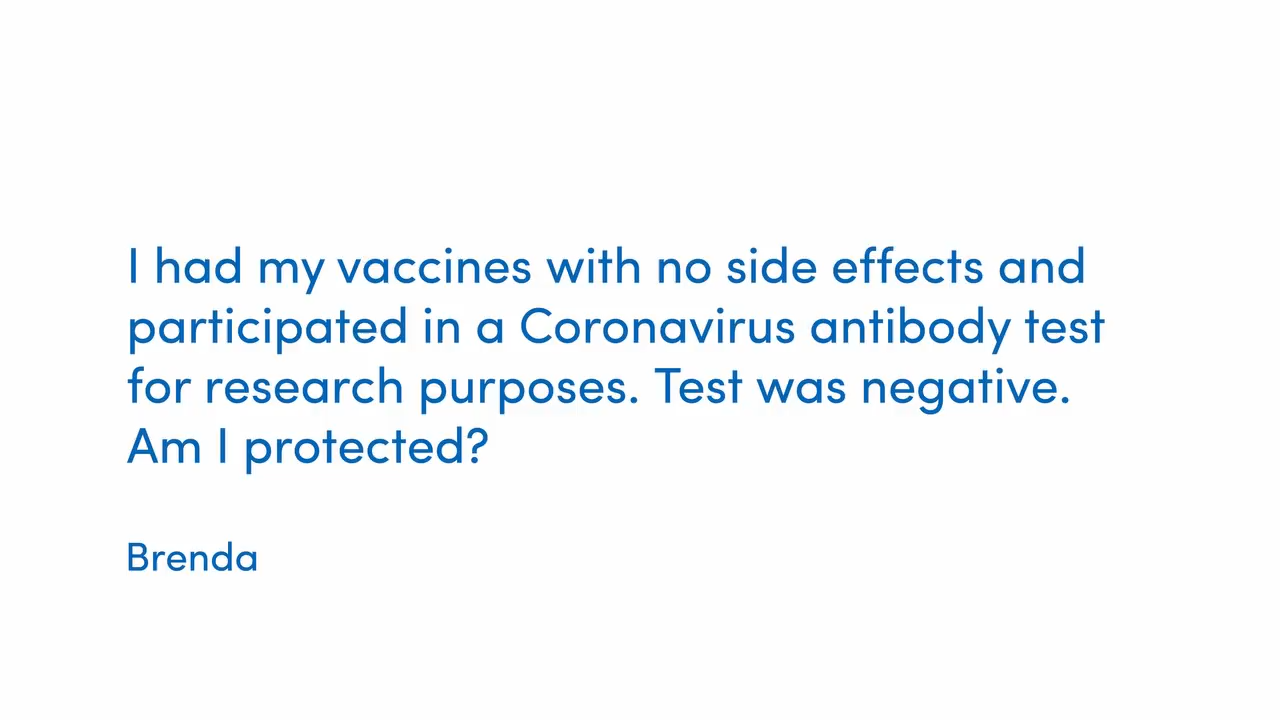 I had my vaccines with no side effects and
participated in a Coronavirus antibody test
for research purposes. Test was negative.
Am I protected?
Brenda